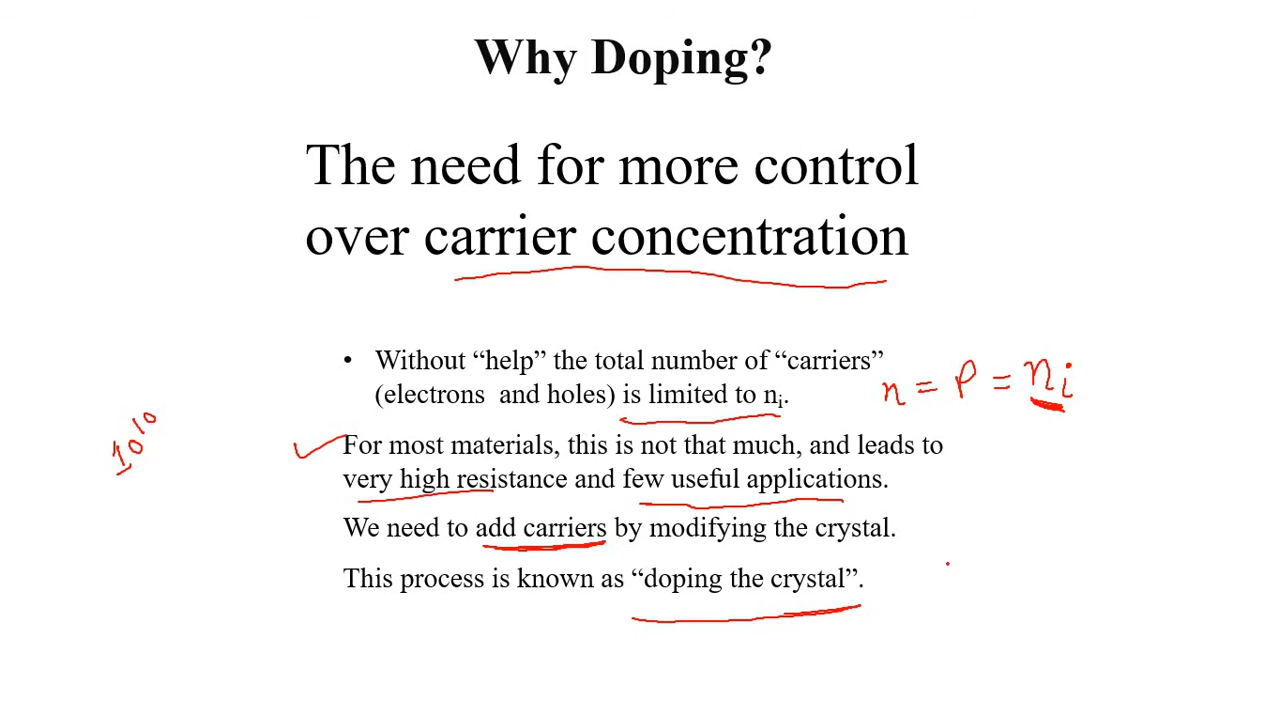 Why Doping?
The need for more control
over carrier concentration
• Without “help” the total number of “carriers”
(electrons and holes) is limited to nᵢ.
n = p = nᵢ
10¹⁰
For most materials, this is not that much, and leads to
very high resistance and few useful applications.
We need to add carriers by modifying the crystal.
This process is known as “doping the crystal”.